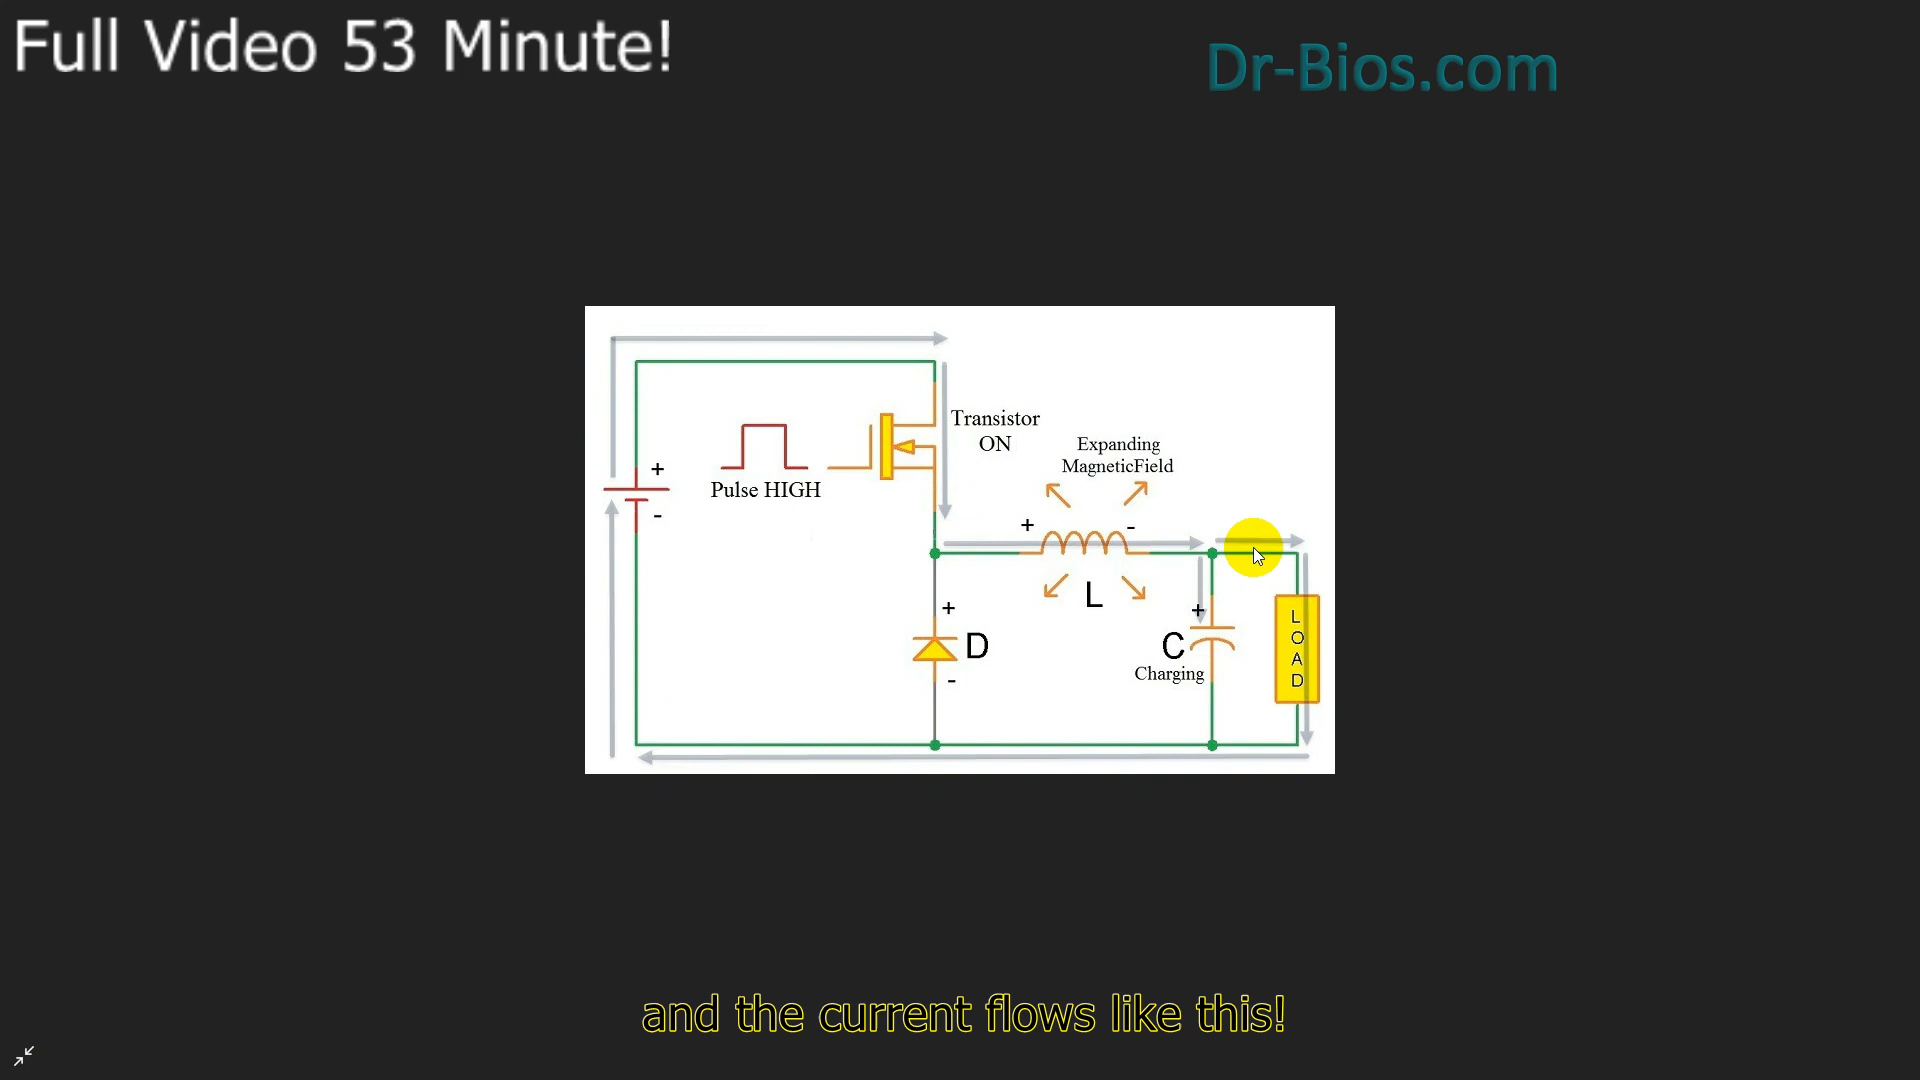 Full Video 53 Minute!
Dr-Bios.com
Transistor
ON
Expanding
MagneticField
+
-
Pulse HIGH
+
-
L
+
D
-
+
C
Charging
L
O
A
D
and the current flows like this!